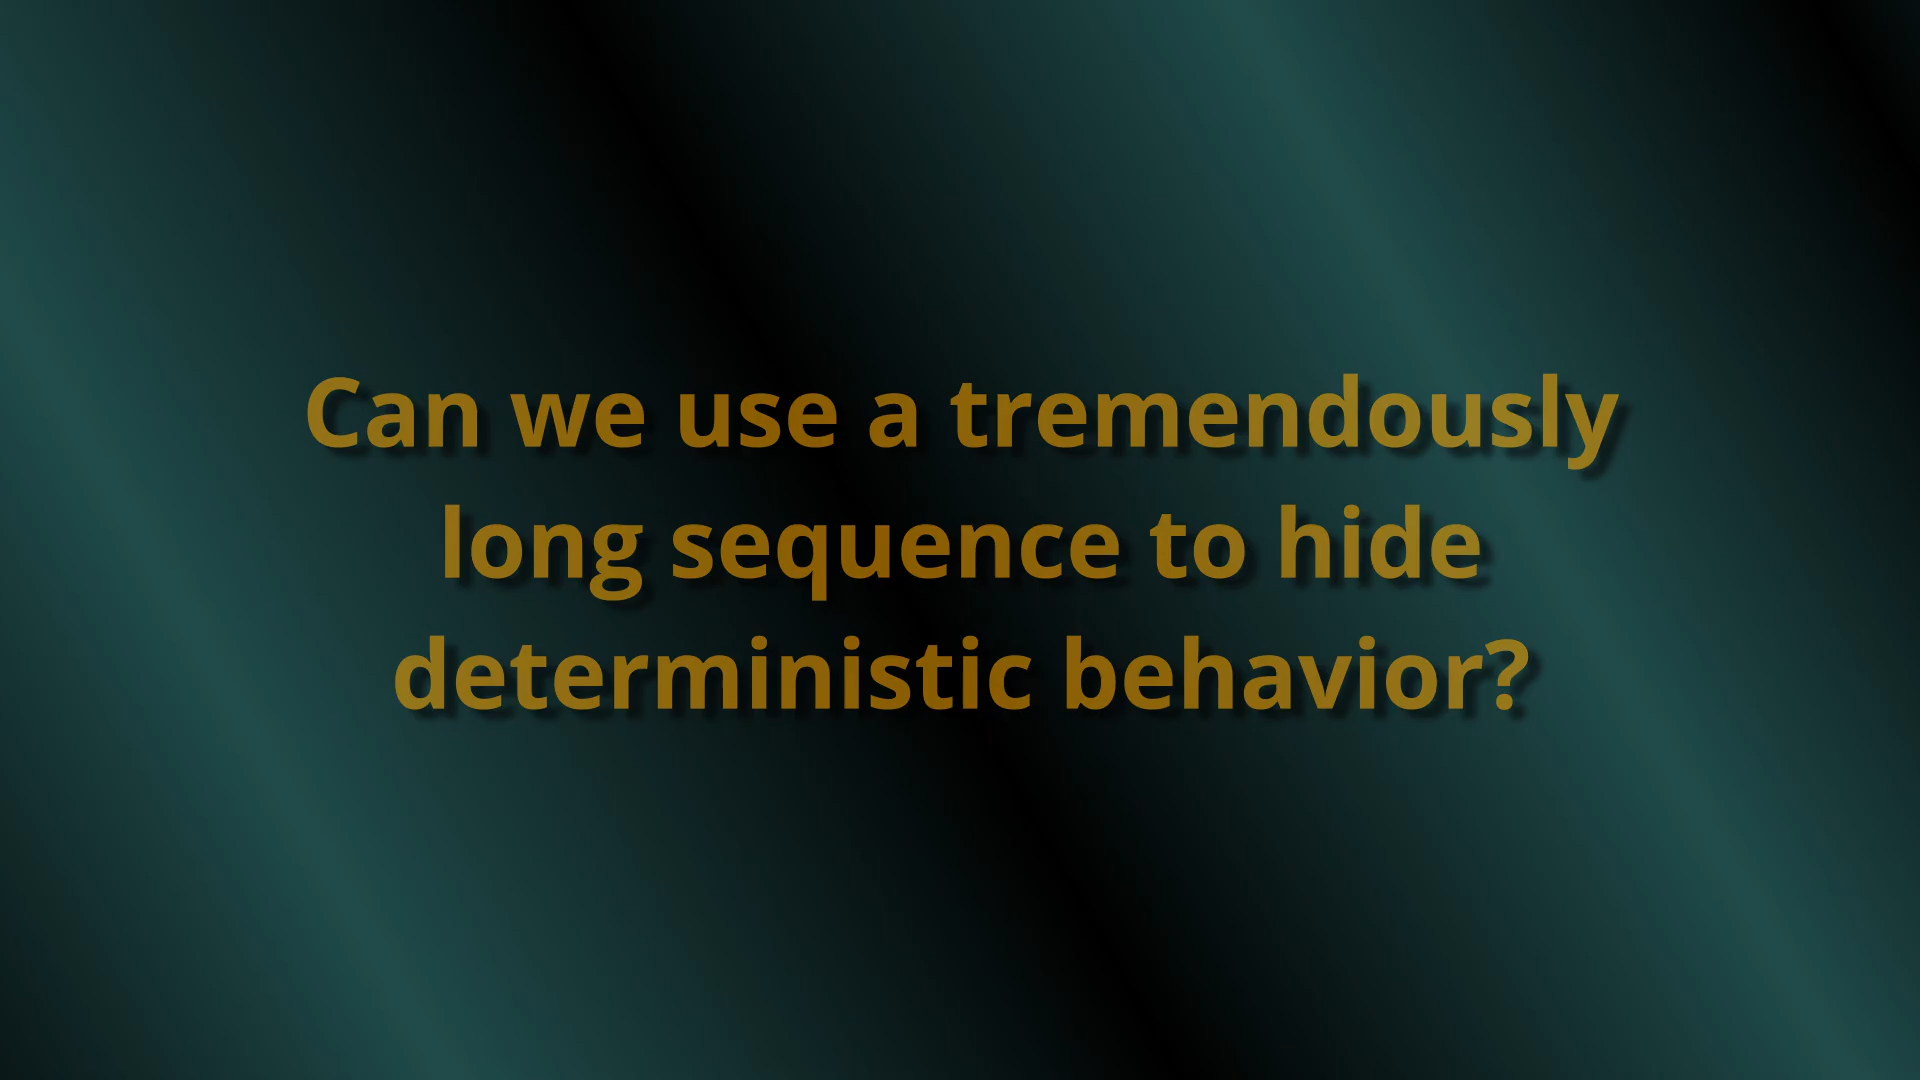 Can we use a tremendously
long sequence to hide
deterministic behavior?